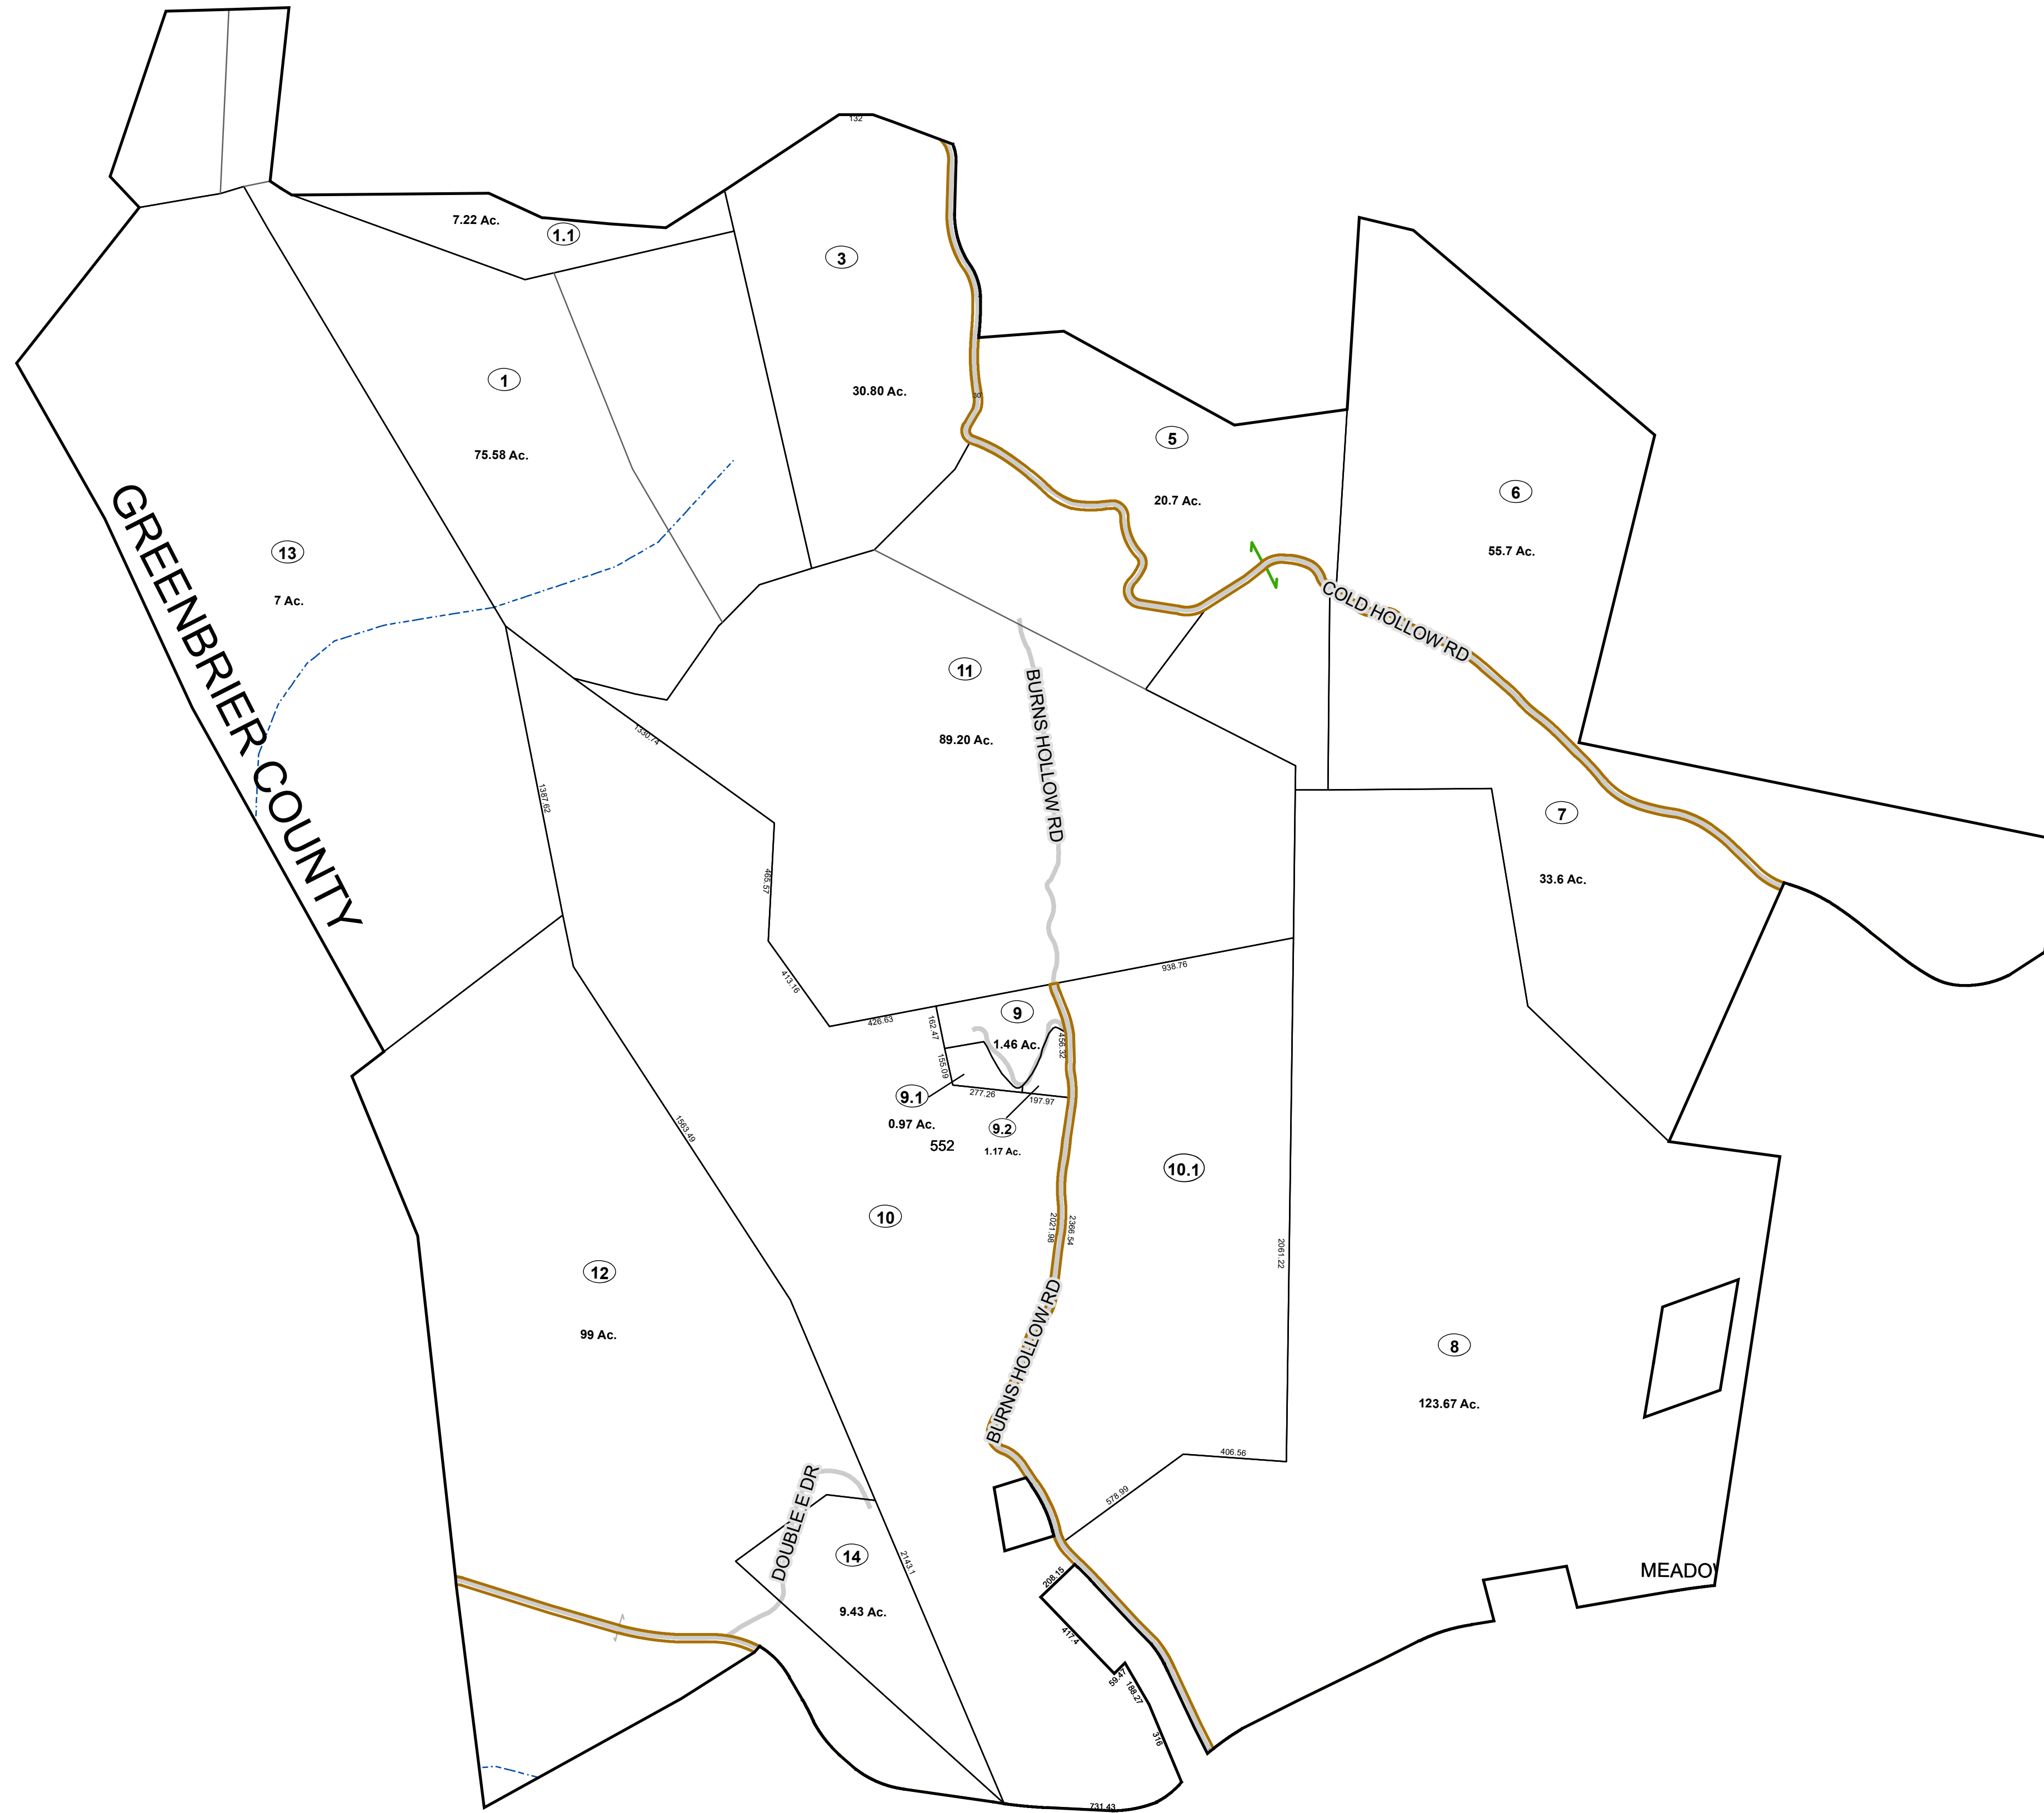 132
7.22 Ac.
1.1
3
1
30.80 Ac.
30
75.58 Ac.
5
20.7 Ac.
6
55.7 Ac.
13
7 Ac.
GREENBRIER COUNTY
COLD HOLLOW RD
11
89.20 Ac.
BURNS HOLLOW RD
1330.74
1387.62
465.57
413.16
7
33.6 Ac.
938.76
426.63
162.47
155.09
9
1.46 Ac.
456.32
277.26
197.97
9.1
0.97 Ac.
9.2
1.17 Ac.
552
1563.49
10.1
10
2021.98
2366.54
2061.22
12
99 Ac.
BURNS HOLLOW RD
8
123.67 Ac.
406.56
578.99
DOUBLE E DR
14
9.43 Ac.
2143.1
208.15
417.4
59.47
188.27
316
731.43
MEADO